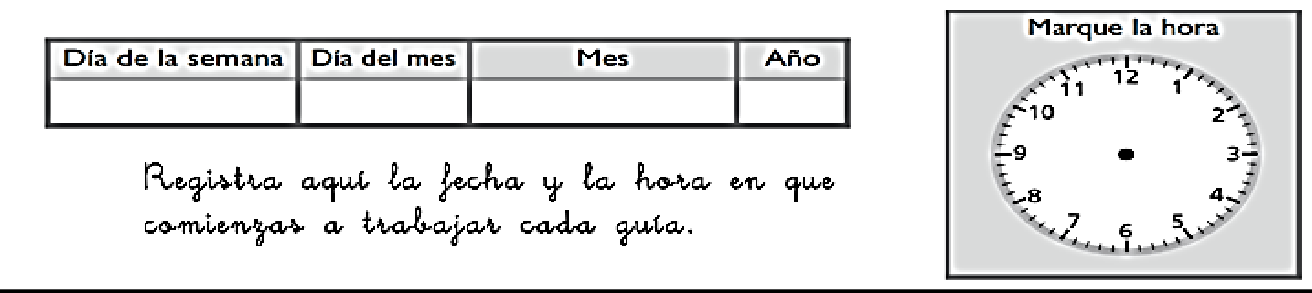 Día de la semana Día del mes Mes Año
Registra aquí la fecha y la hora en que
comienzas a trabajar cada guía.
Marque la hora
12
11 1
10 2
9 3
8 4
7 5
6